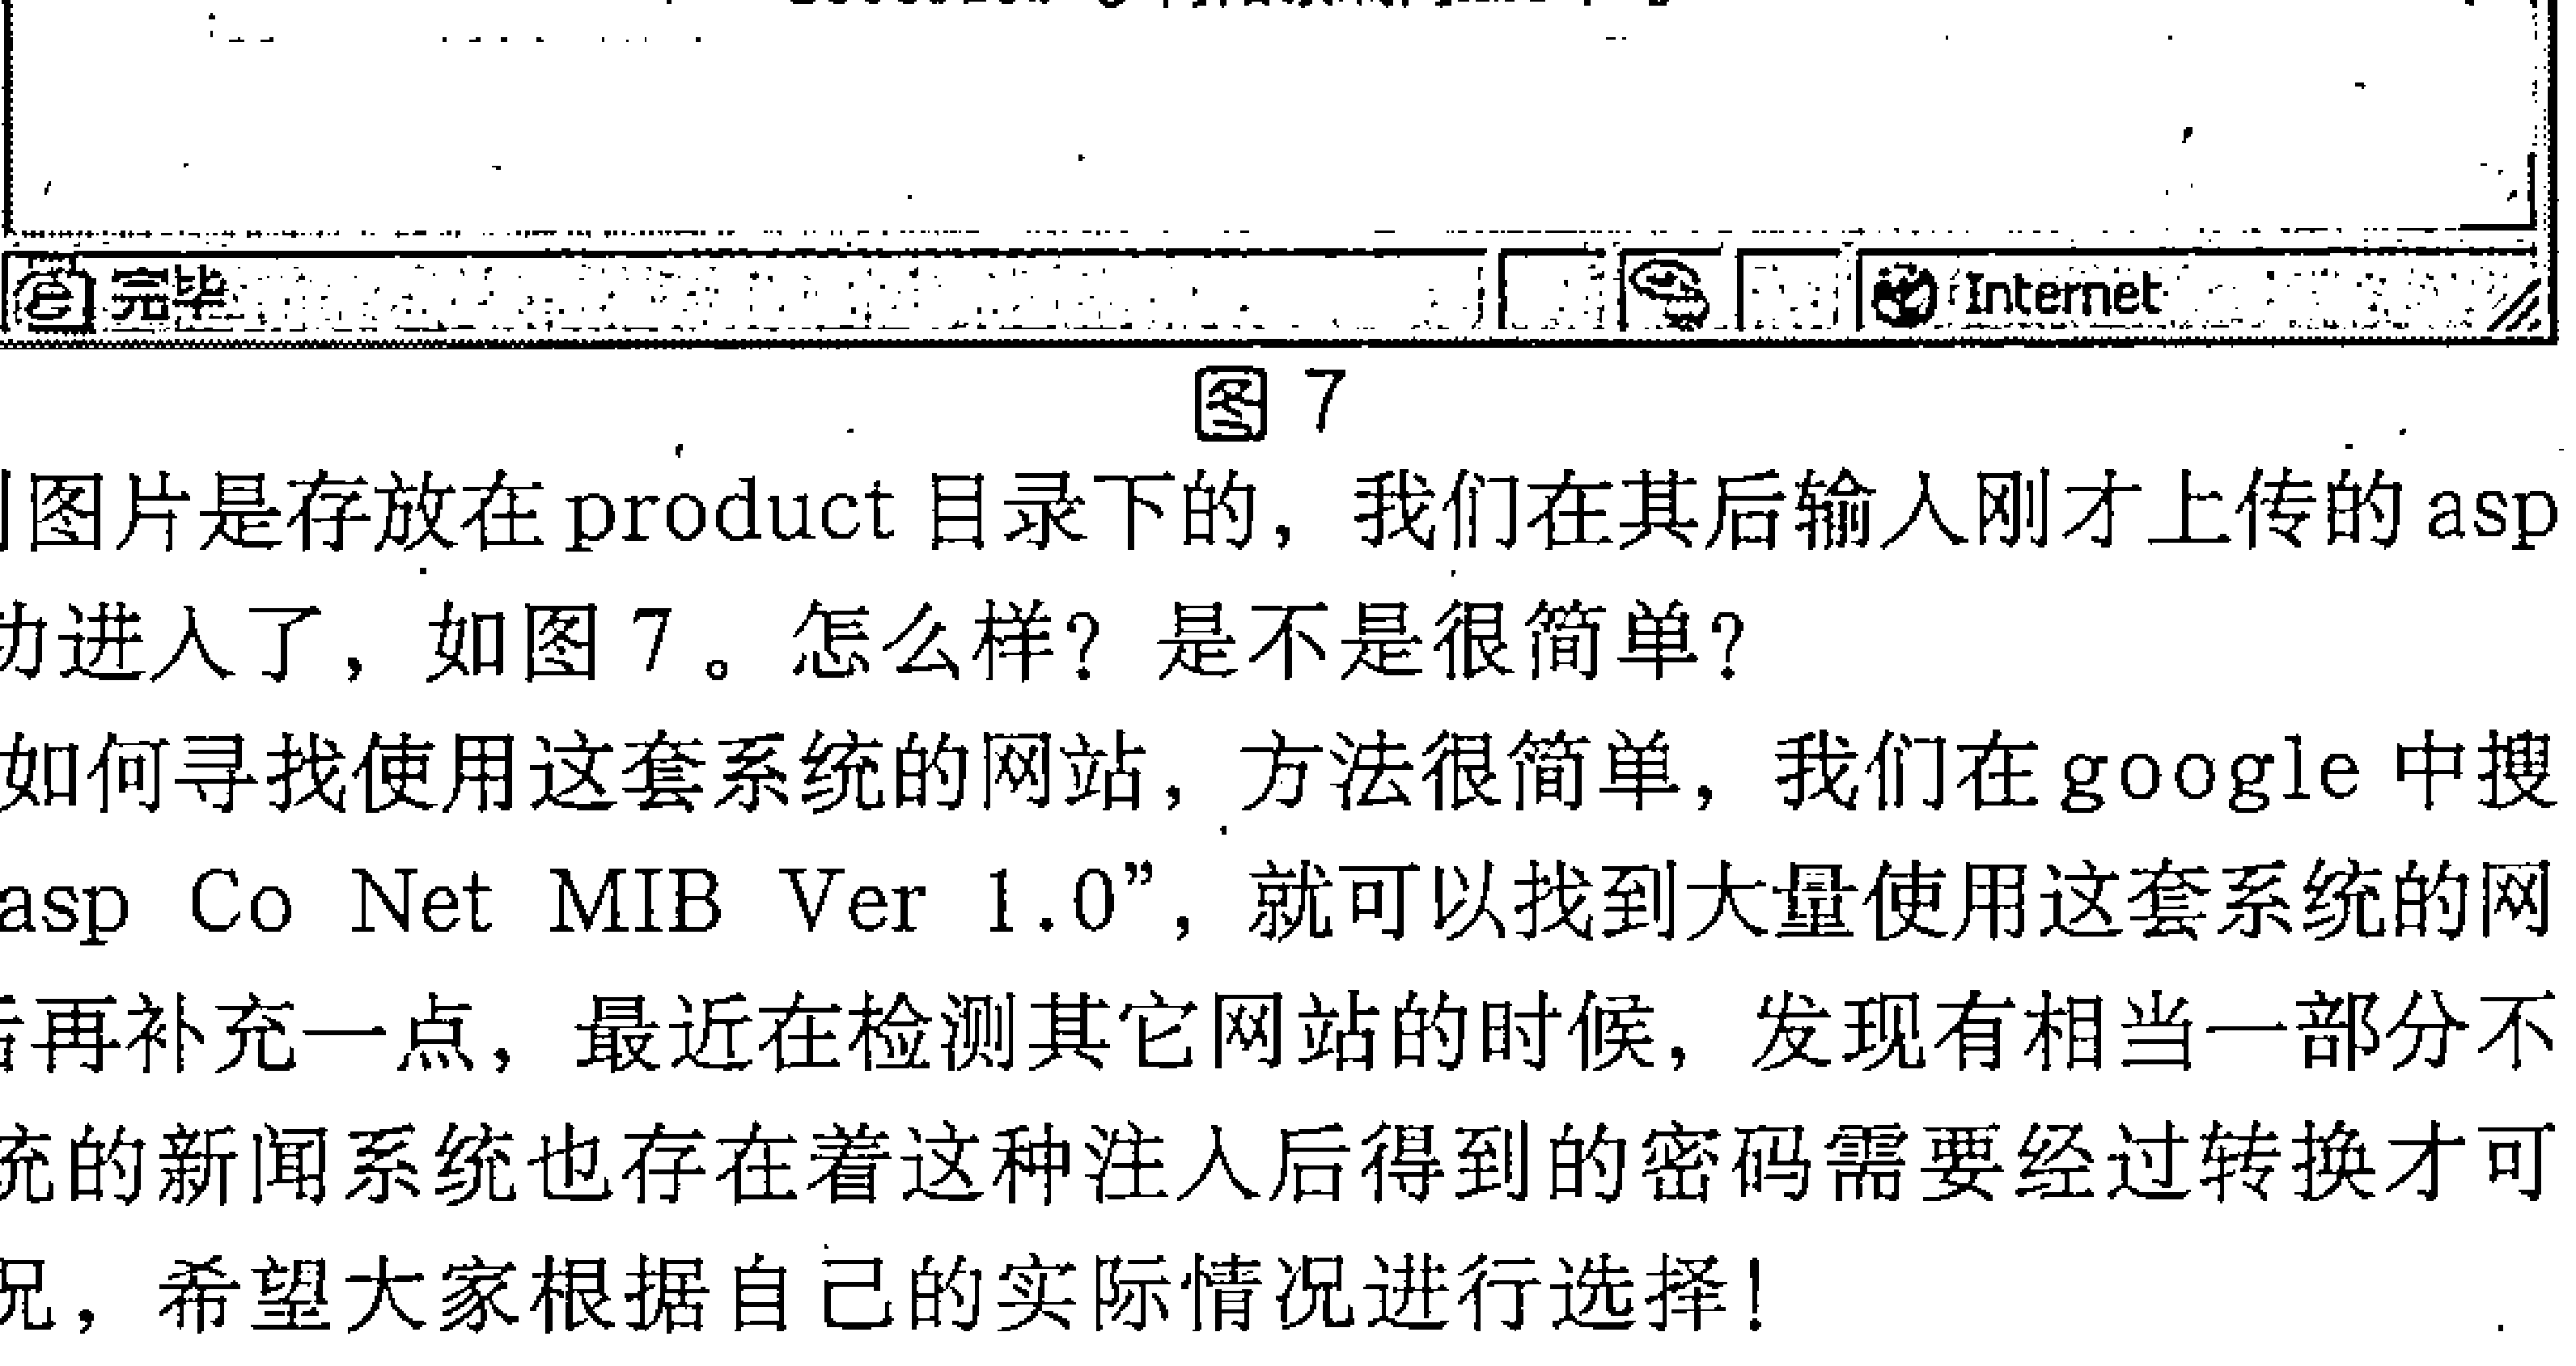 完毕 Internet
图 7
图片是存放在 product 目录下的，我们在其后输入刚才上传的 asp
功进入了，如图 7。怎么样？是不是很简单？
如何寻找使用这套系统的网站，方法很简单，我们在 google 中搜
asp Co Net MIB Ver 1.0”，就可以找到大量使用这套系统的网
后再补充一点，最近在检测其它网站的时候，发现有相当一部分不
统的新闻系统也存在着这种注入后得到的密码需要经过转换才可
况，希望大家根据自己的实际情况进行选择！